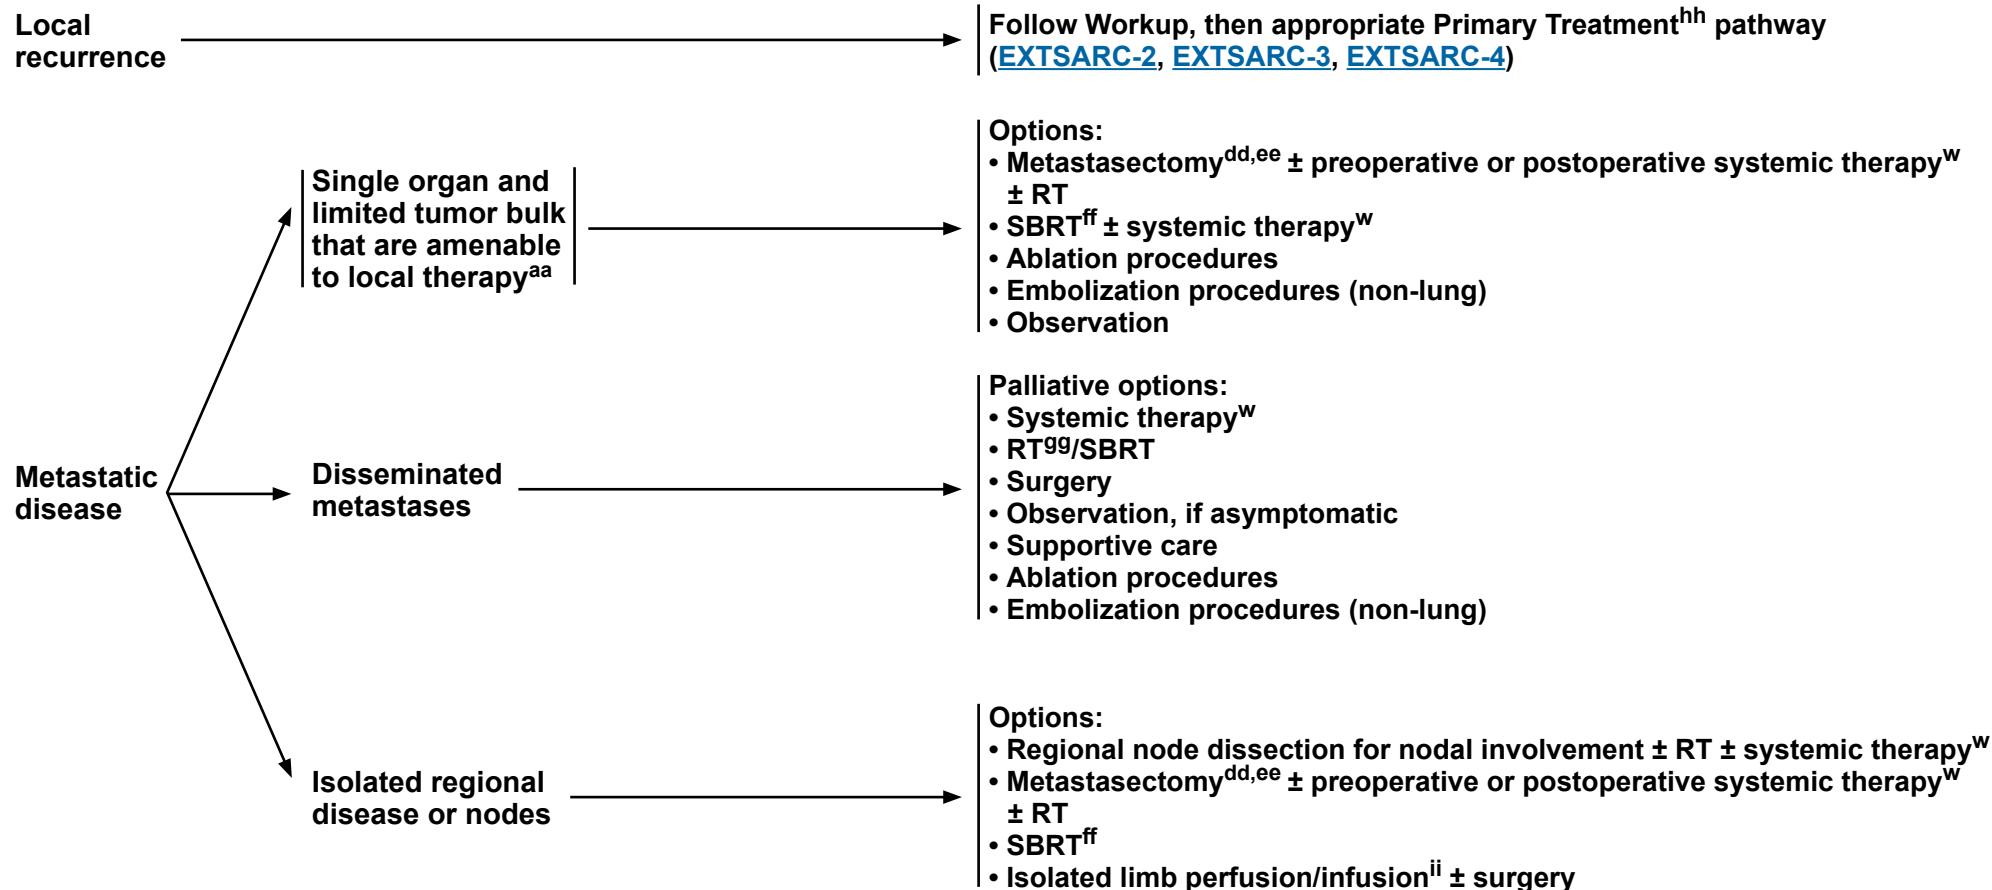 Local
recurrence
Follow Workup, then appropriate Primary Treatmenthh pathway
(EXTSARC-2, EXTSARC-3, EXTSARC-4)
Metastatic
disease
Single organ and
limited tumor bulk
that are amenable
to local therapyaa
Options:
• Metastasectomydd,ee ± preoperative or postoperative systemic therapyw
± RT
• SBRTff ± systemic therapyw
• Ablation procedures
• Embolization procedures (non-lung)
• Observation
Disseminated
metastases
Palliative options:
• Systemic therapyw
• RTgg/SBRT
• Surgery
• Observation, if asymptomatic
• Supportive care
• Ablation procedures
• Embolization procedures (non-lung)
Isolated regional
disease or nodes
Options:
• Regional node dissection for nodal involvement ± RT ± systemic therapyw
• Metastasectomydd,ee ± preoperative or postoperative systemic therapyw
± RT
• SBRTff
• Isolated limb perfusion/infusionii ± surgery